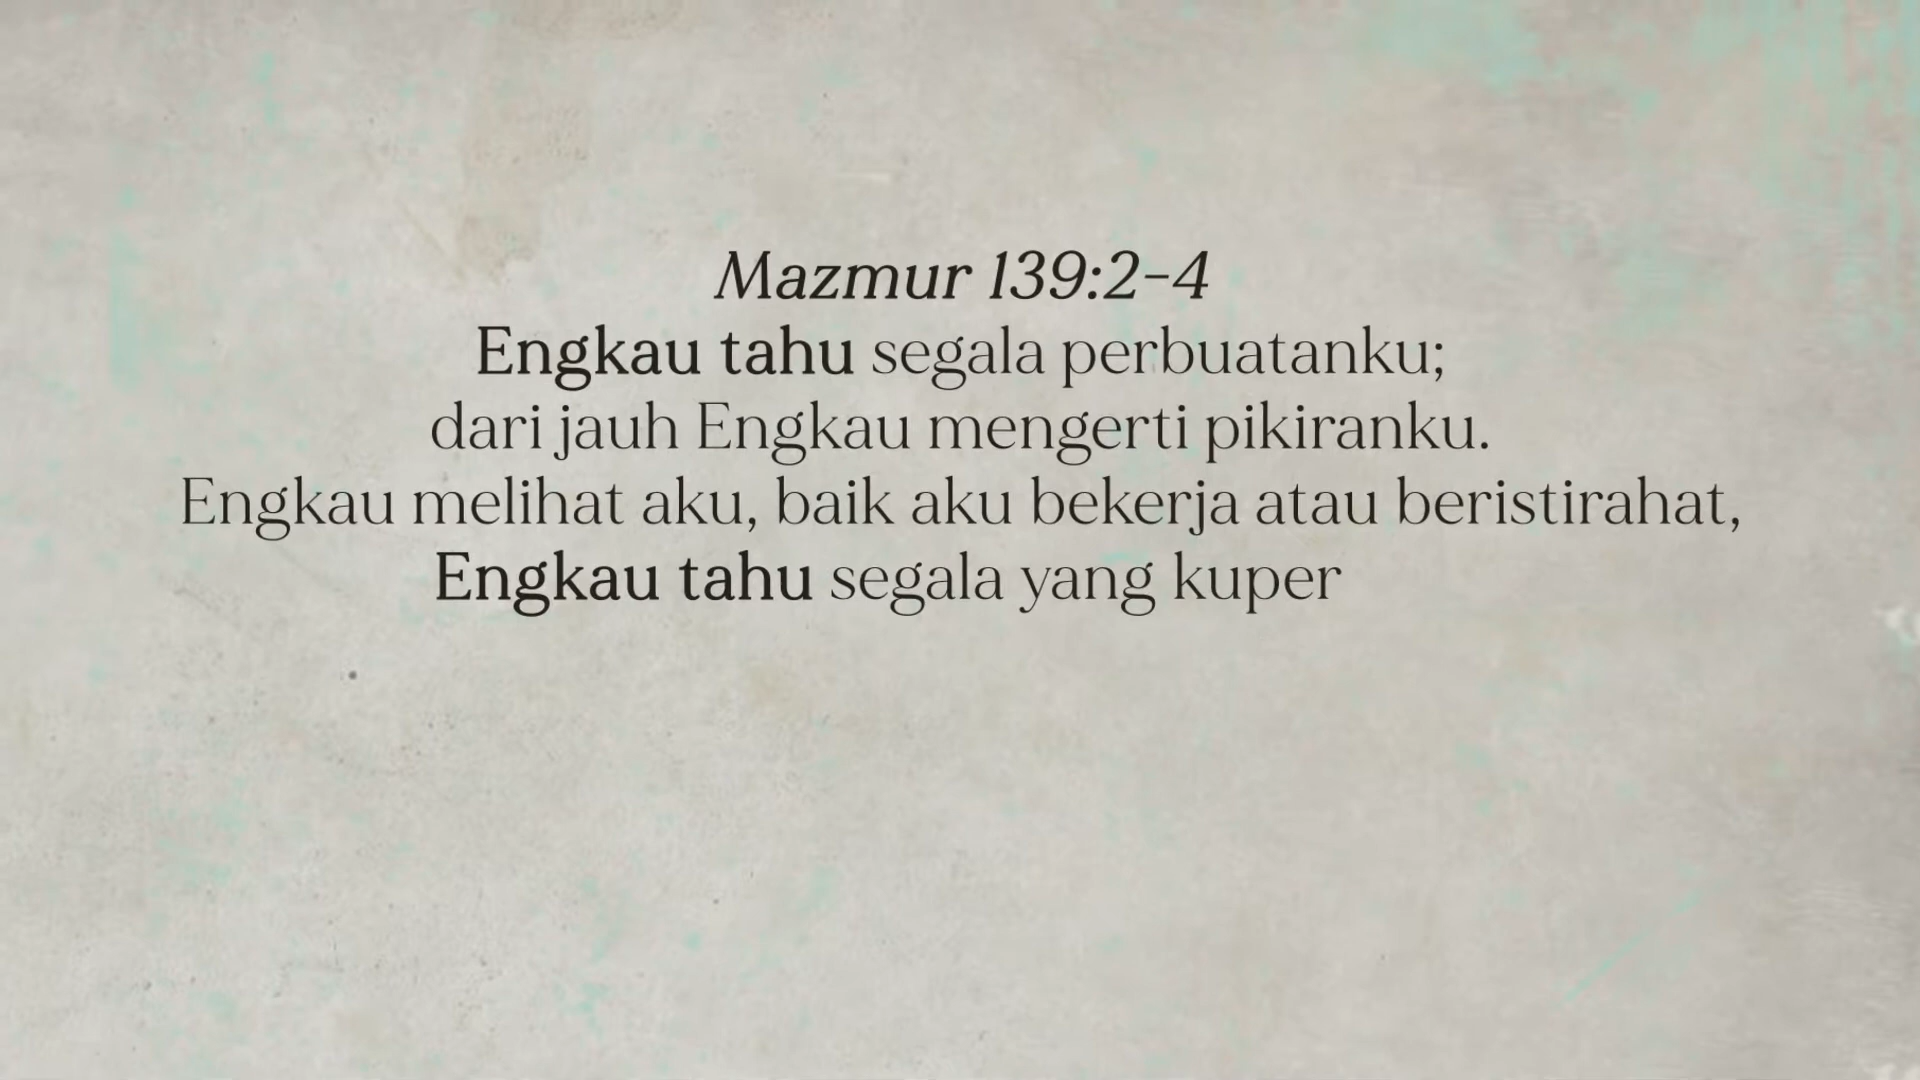 Mazmur 139:2-4
Engkau tahu segala perbuatanku;
dari jauh Engkau mengerti pikiranku.
Engkau melihat aku, baik aku bekerja atau beristirahat,
Engkau tahu segala yang kuper